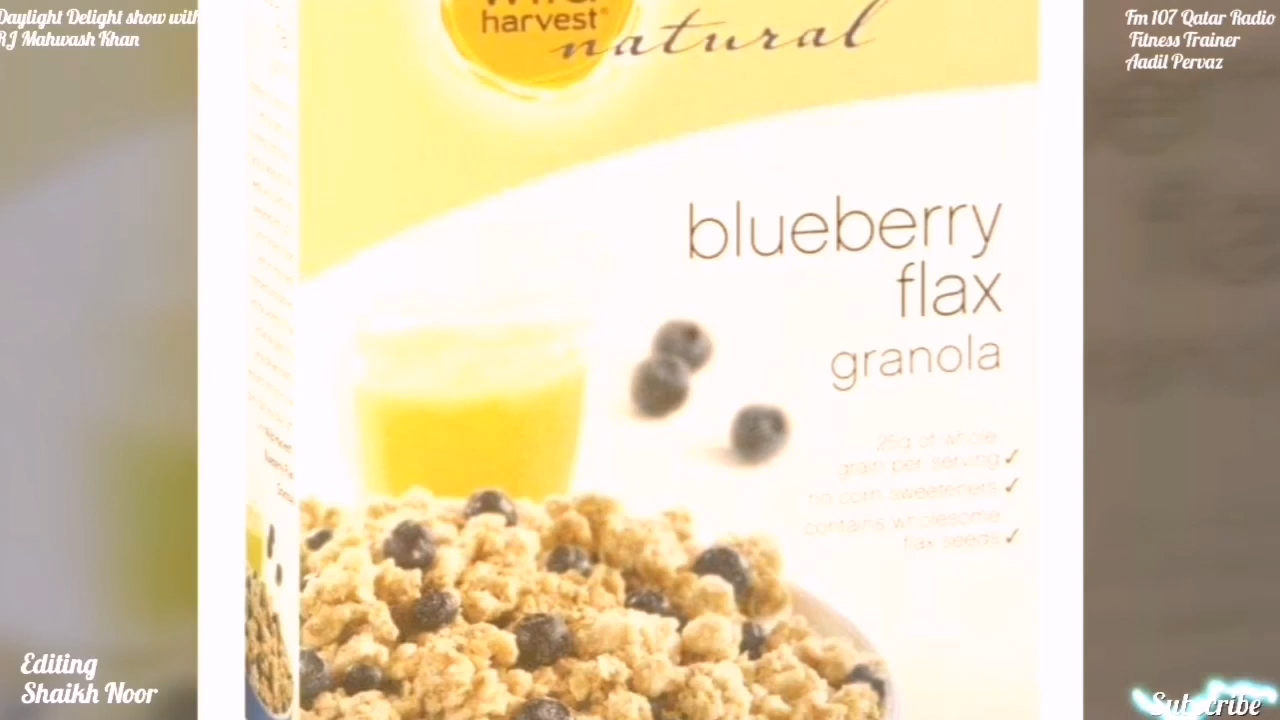 Daylight Delight show with
RJ Mahwash Khan
Fm 107 Qatar Radio
Fitness Trainer
Aadil Pervaz
wild
harvest®
natural
blueberry
flax
granola
25g of whole
grain per serving ✓
no corn sweeteners ✓
contains wholesome
flax seeds ✓
Editing
Shaikh Noor
Subscribe